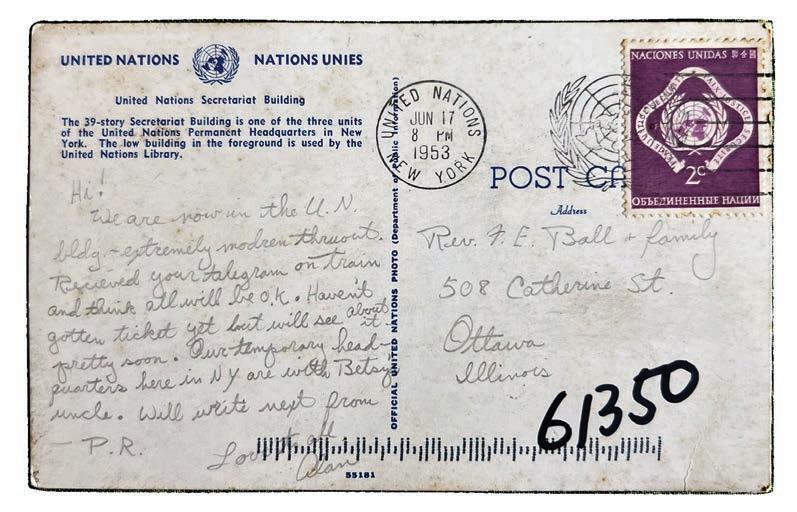 UNITED NATIONS NATIONS UNIES
United Nations Secretariat Building
The 39-story Secretariat Building is one of the three units
of the United Nations Permanent Headquarters in New
York. The low building in the foreground is used by the
United Nations Library.
Hi!
We are now in the U.N.
bldg. - extremely modren thruout.
Recieved your telegram on train
and think all will be O.K. Haven't
gotten ticket yet but will see about it
pretty soon. Our temporary head-
quarters here in NY are with Betsy's
uncle. Will write next from
- P.R.
Love to all,
Alan
55181
OFFICIAL UNITED NATIONS PHOTO (Department of Public Information)
UNITED NATIONS
JUN 17
8 PM
1953
NEW YORK
NACIONES UNIDAS
2c
ОБЪЕДИНЕННЫЕ НАЦИИ
POST CA
Address
Rev. F. E. Ball + family
508 Catherine St.
Ottawa
Illinois
61350